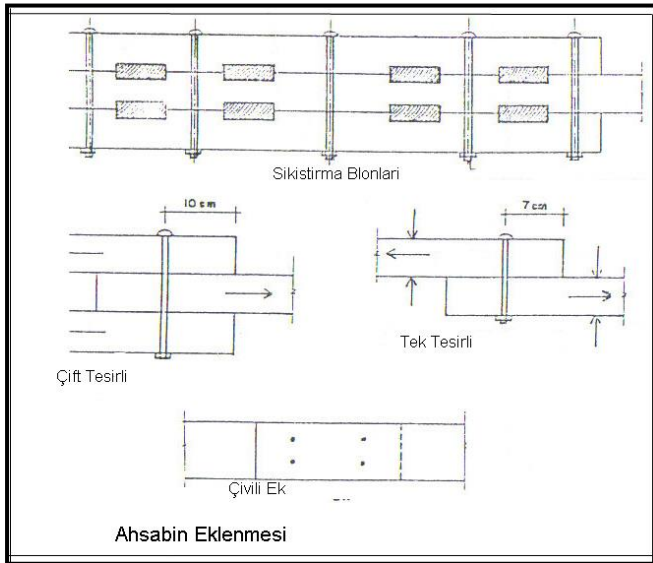 Sikistirma Blonlari
10 cm
7 cm
Tek Tesirli
Çift Tesirli
Çivili Ek
Ahsabin Eklenmesi